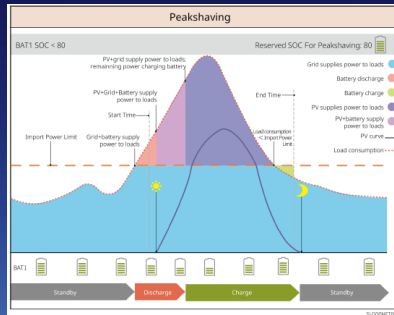 Peakshaving
BAT1 SOC < 80
Reserved SOC For Peakshaving: 80
PV+grid supply power to loads;
remainning power charging battery
PV+Grid+Battery supply
power to loads
Start Time
End Time
Import Power Limit
Grid+battery supply
power to loads
Load consumption
< Import Power
Limit
Grid supplies power to loads
Battery discharge
Battery charge
PV supplies power to loads
PV+battery supply power
to loads
PV curve
Load consumption
BAT1
Standby
Discharge
Charge
Standby